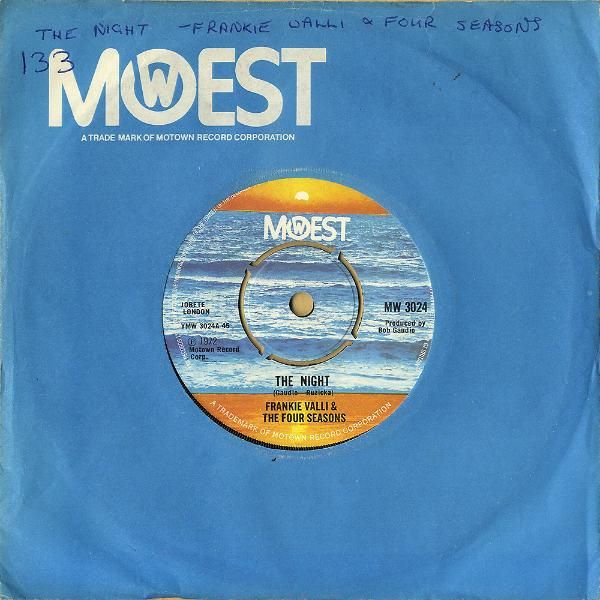 THE NIGHT - FRANKIE VALLI & FOUR SEASONS
133
MOWEST
A TRADE MARK OF MOTOWN RECORD CORPORATION
MOWEST
JOBETE
LONDON
MW 3024
YMW 3024A-45
Produced by
Bob Gaudio
℗ 1972
Motown Record
Corp.
THE NIGHT
(Gaudio - Ruzicka)
FRANKIE VALLI &
THE FOUR SEASONS
A TRADEMARK OF MOTOWN RECORD CORPORATION